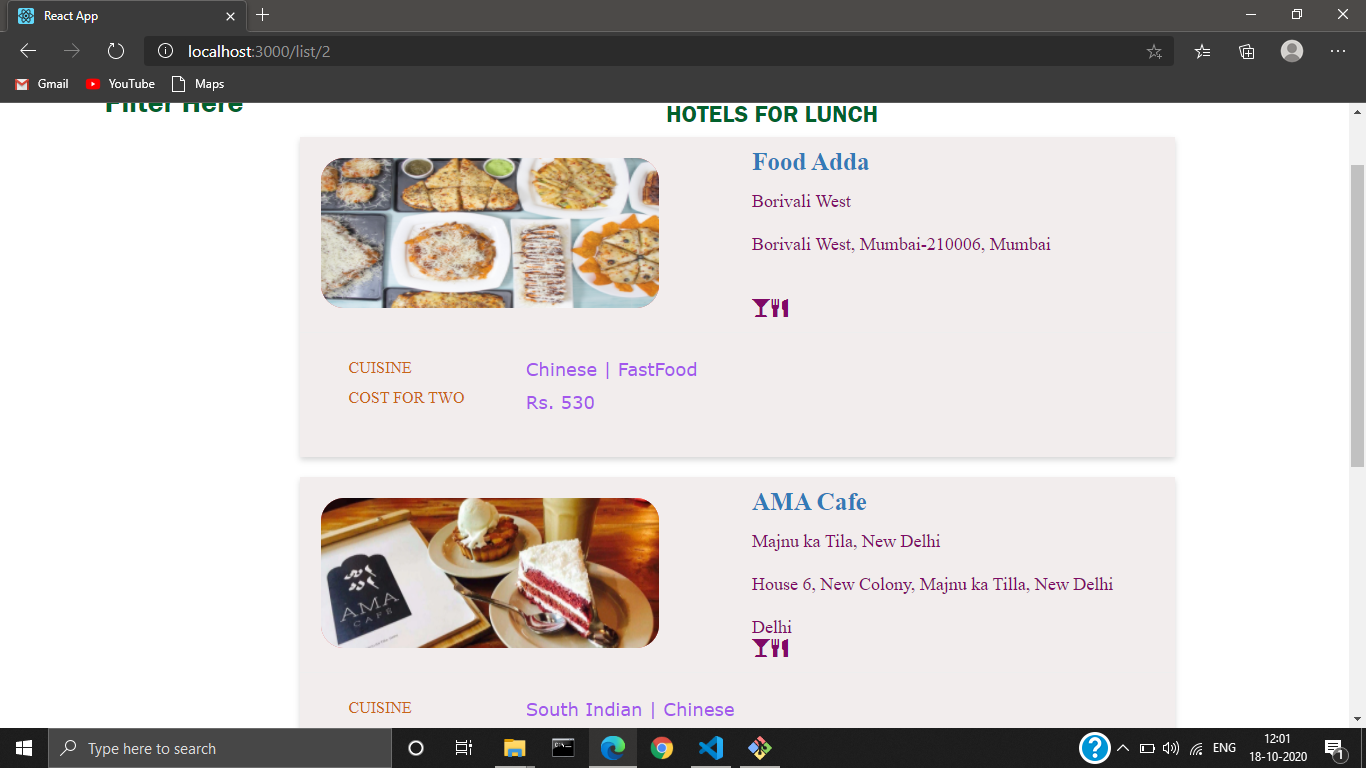 React App
localhost:3000/list/2
Gmail
YouTube
Maps
Filter Here
HOTELS FOR LUNCH
Food Adda
Borivali West
Borivali West, Mumbai-210006, Mumbai
CUISINE
Chinese | FastFood
COST FOR TWO
Rs. 530
AMA
CAFE
AMA Cafe
Majnu ka Tila, New Delhi
House 6, New Colony, Majnu ka Tilla, New Delhi
Delhi
CUISINE
South Indian | Chinese
Type here to search
ENG
12:01
18-10-2020
1